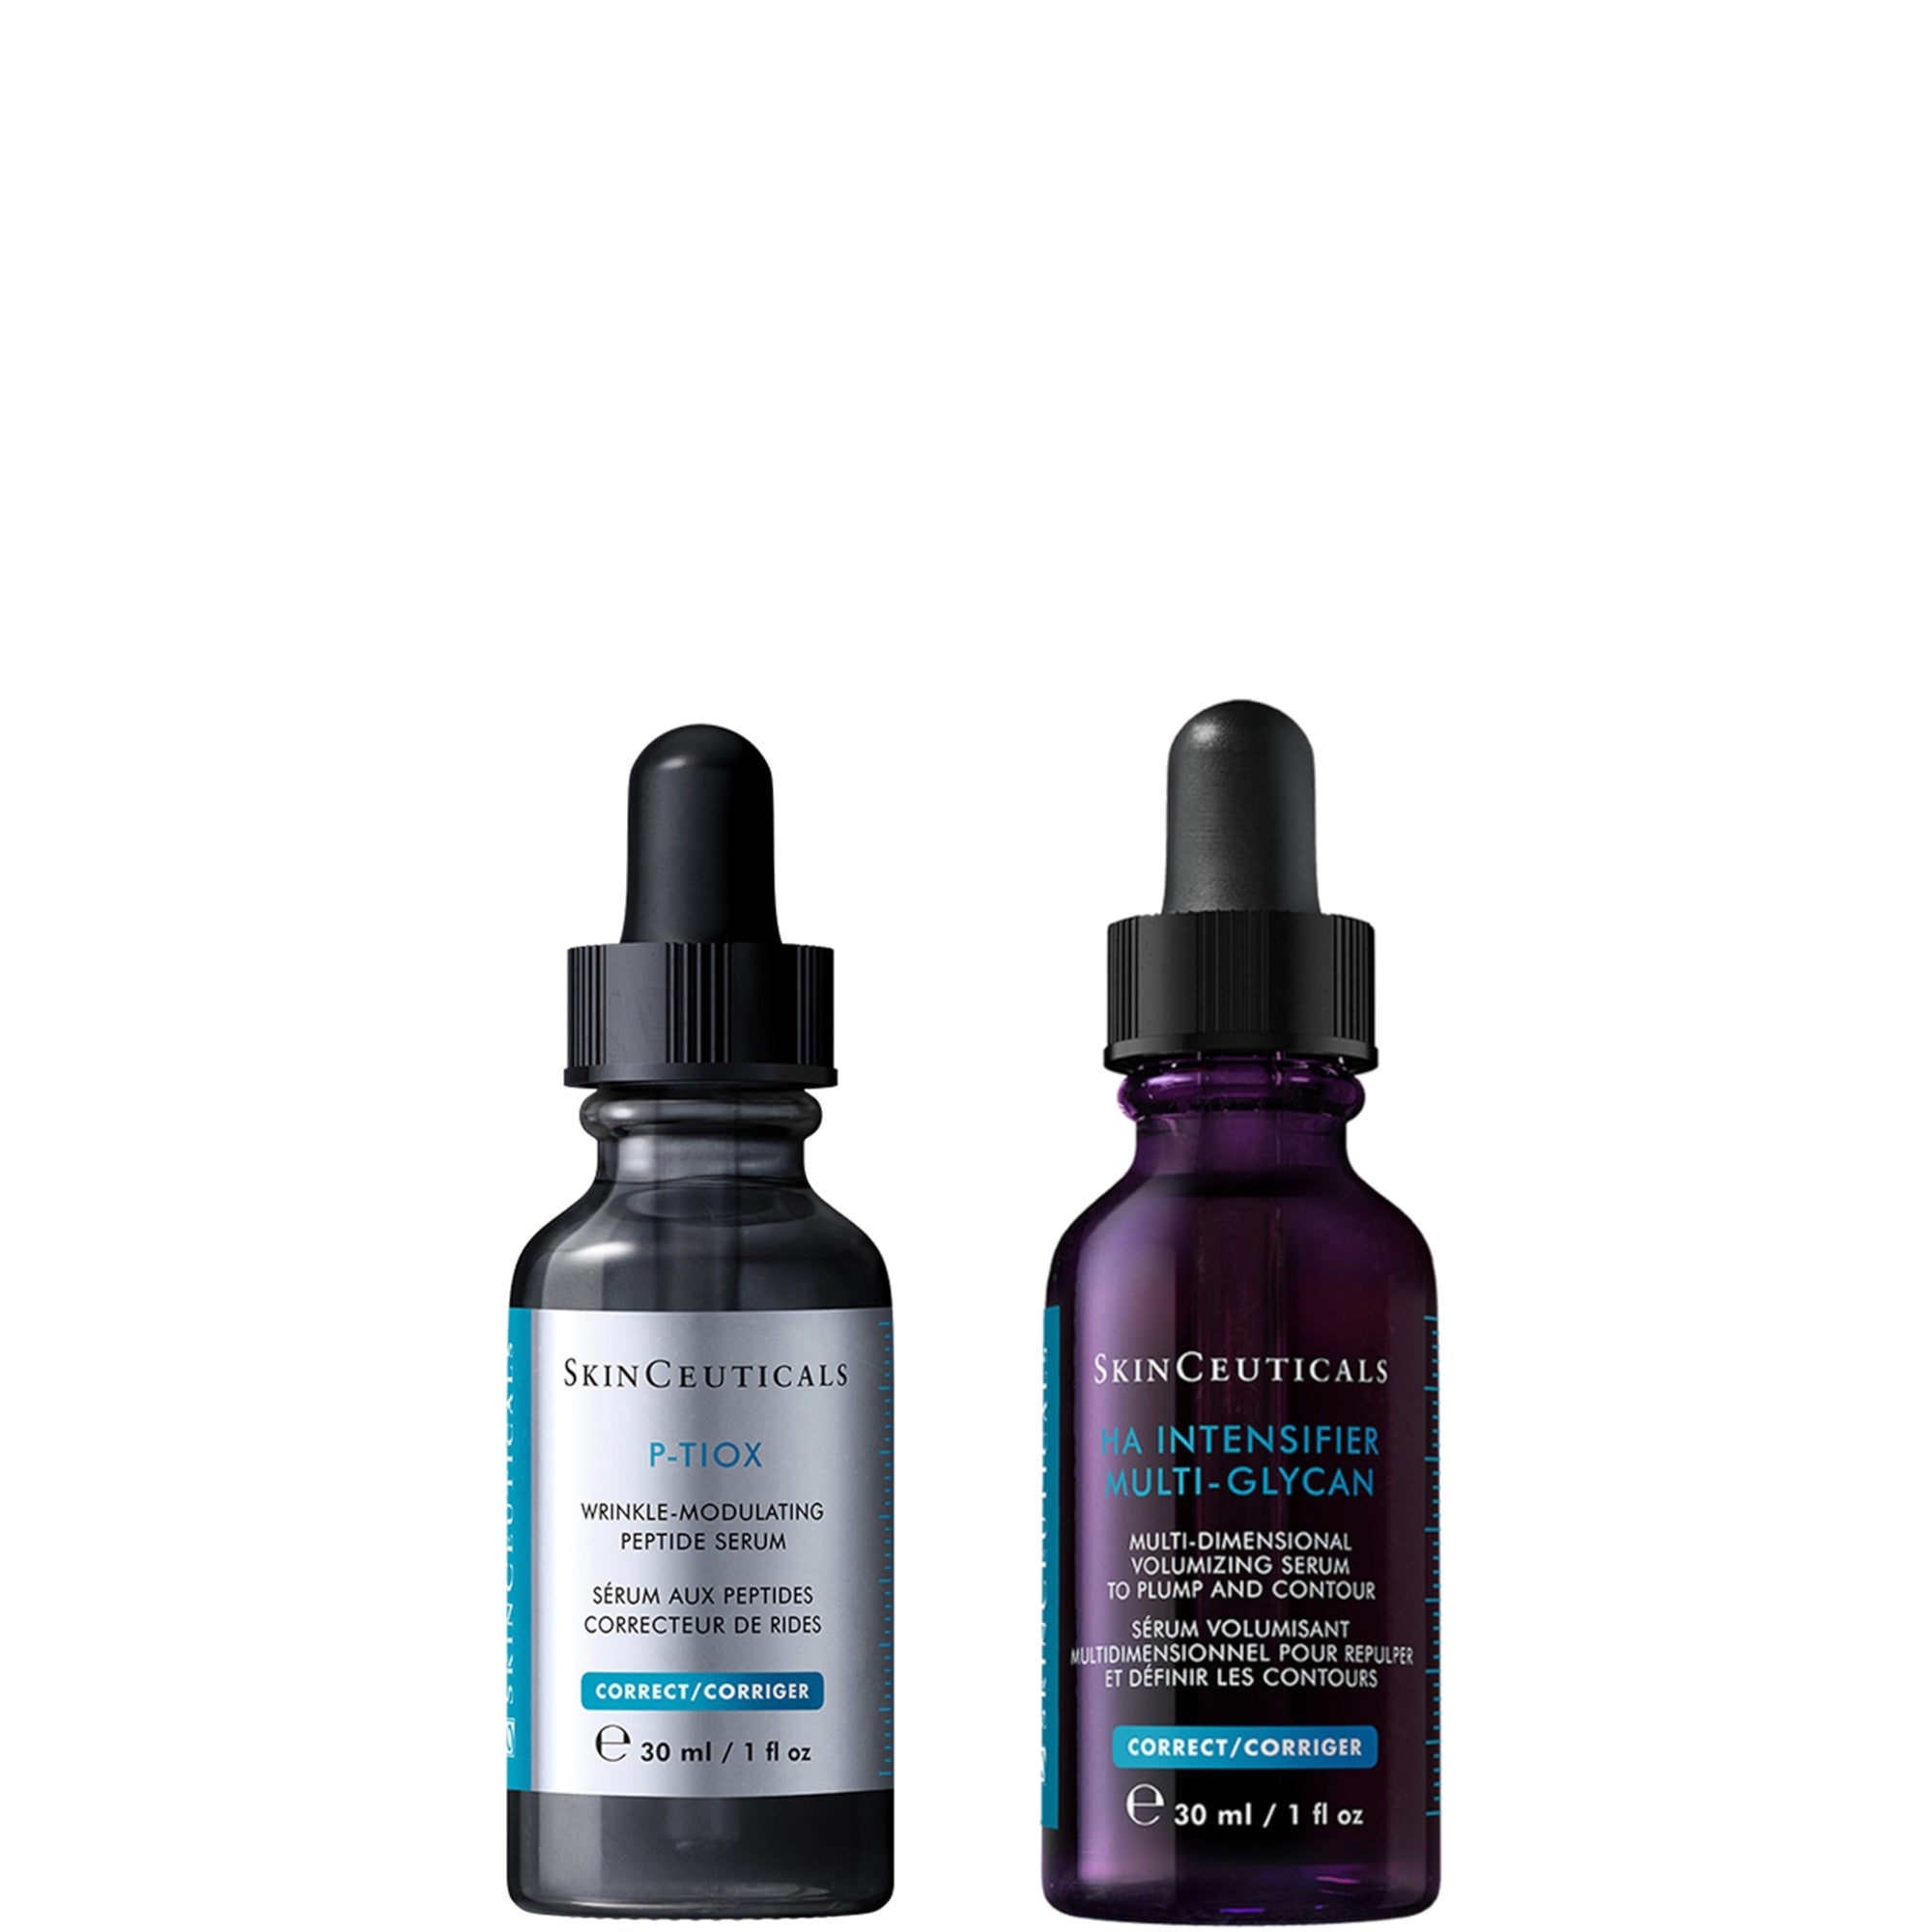 SKINCEUTICALS
P-TIOX
WRINKLE-MODULATING
PEPTIDE SERUM
SÉRUM AUX PEPTIDES
CORRECTEUR DE RIDES
CORRECT/CORRIGER
℮ 30 ml / 1 fl oz
SKINCEUTICALS
SKINCEUTICALS
HA INTENSIFIER
MULTI-GLYCAN
MULTI-DIMENSIONAL
VOLUMIZING SERUM
TO PLUMP AND CONTOUR
SÉRUM VOLUMISANT
MULTIDIMENSIONNEL POUR REPULPER
ET DÉFINIR LES CONTOURS
CORRECT/CORRIGER
℮ 30 ml / 1 fl oz